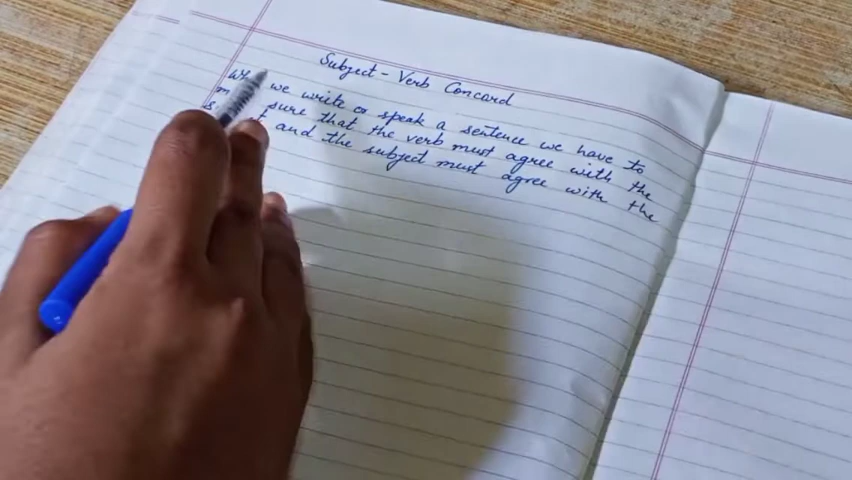 Subject - Verb Concord
we write or speak a sentence we have to
sure that the verb must agree with the
and the subject must agree with the